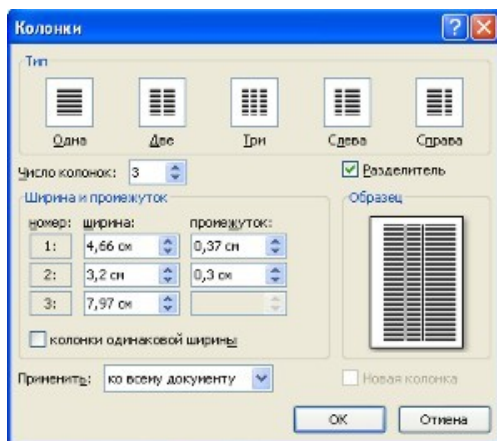 Колонки
Тип
Одна Две Три Слева Справа
Число колонок: 3 Разделитель
Ширина и промежуток Образец
номер: ширина: промежуток:
1: 4,66 см 0,37 см
2: 3,2 см 0,3 см
3: 7,97 см
колонки одинаковой ширины
Применить: ко всему документу Новая колонка
ОК Отмена